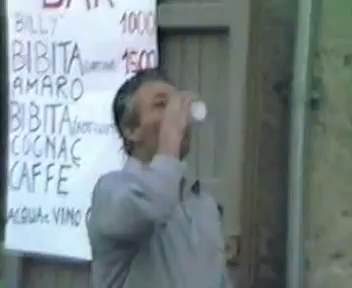 BAR
BILLY 1000
BIBITA 1500
AMARO
BIBITA
COGNAC
CAFFE
ACQUA E VINO